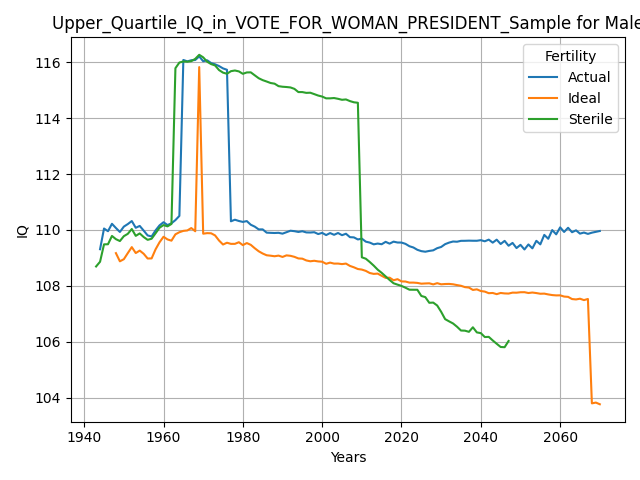 Upper_Quartile_IQ_in_VOTE_FOR_WOMAN_PRESIDENT_Sample for Male
Fertility
Actual
Ideal
Sterile
116
114
112
110
108
106
104
IQ
1940 1960 1980 2000 2020 2040 2060
Years